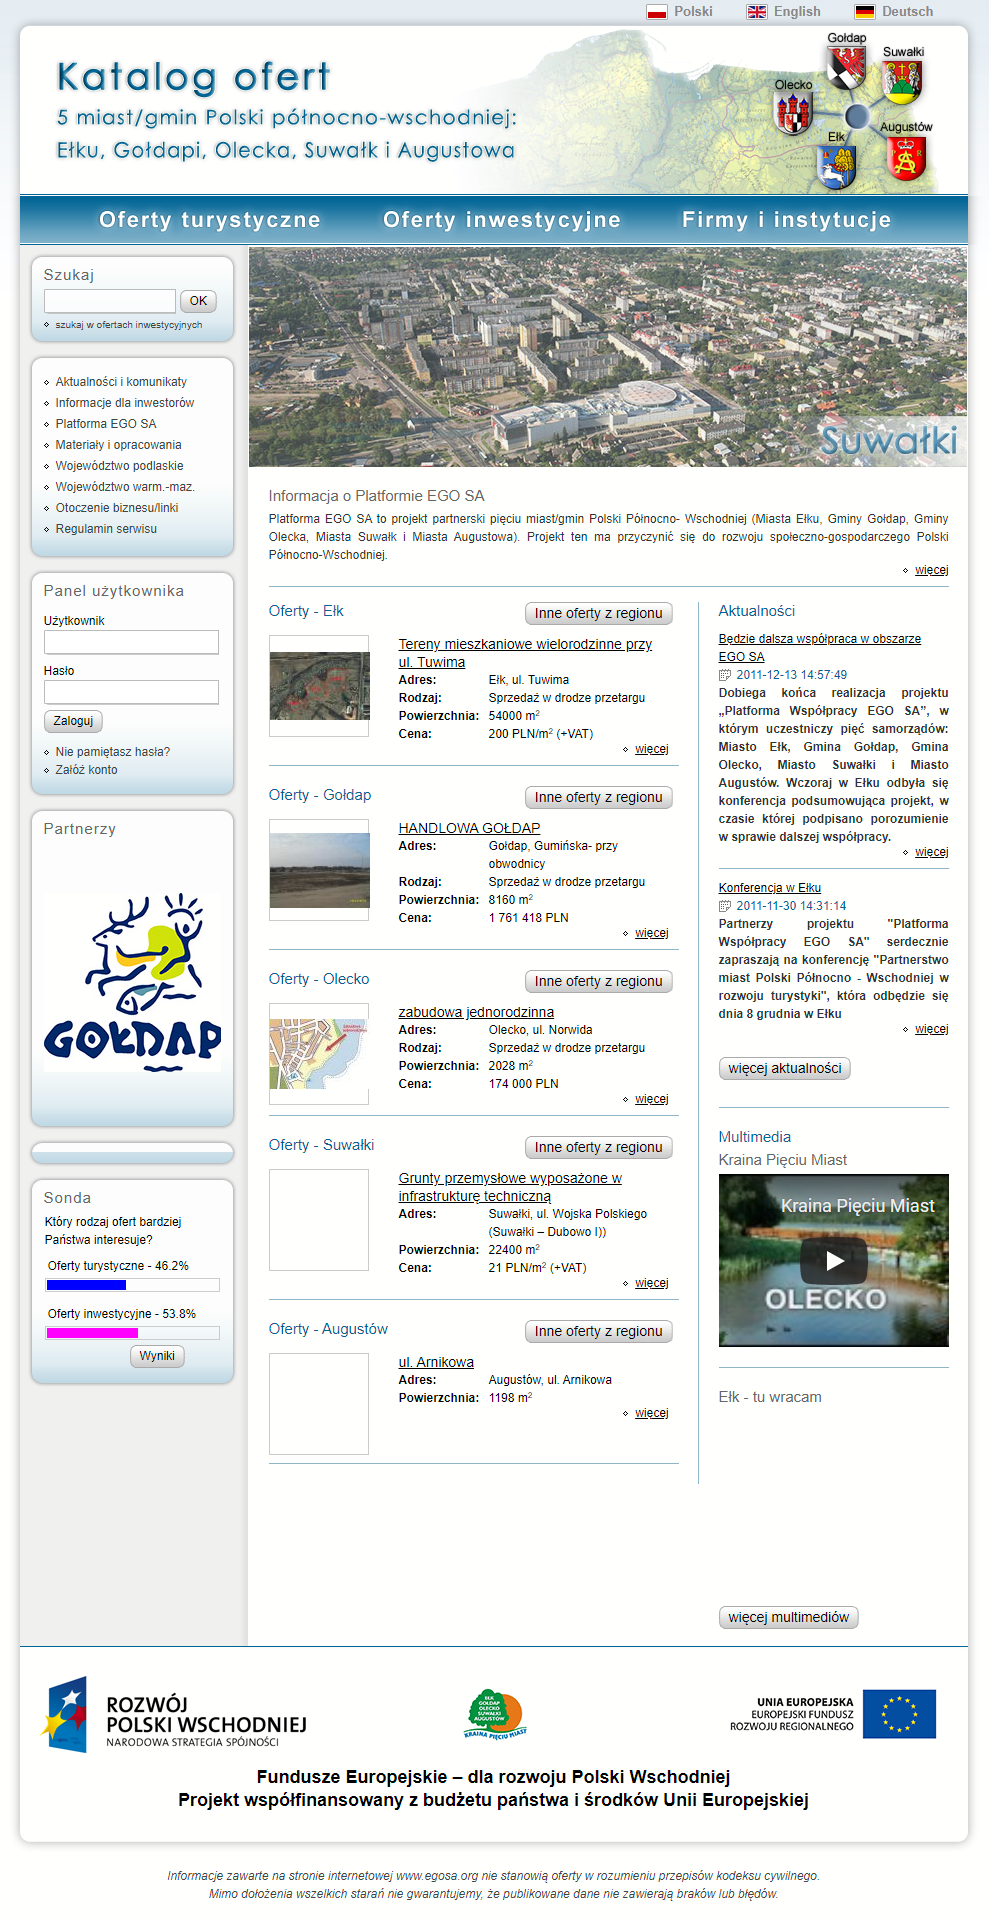 Polski English Deutsch
Katalog ofert
5 miast/gmin Polski północno-wschodniej:
Ełku, Gołdapi, Olecka, Suwałk i Augustowa
Gołdap
Suwałki
Olecko
Augustów
Ełk
Oferty turystyczne Oferty inwestycyjne Firmy i instytucje
Szukaj
OK
szukaj w ofertach inwestycyjnych
Aktualności i komunikaty
Informacje dla inwestorów
Platforma EGO SA
Materiały i opracowania
Województwo podlaskie
Województwo warm.-maz.
Otoczenie biznesu/linki
Regulamin serwisu
Panel użytkownika
Użytkownik
Hasło
Zaloguj
Nie pamiętasz hasła?
Załóż konto
Partnerzy
GOŁDAP
Sonda
Który rodzaj ofert bardziej
Państwa interesuje?
Oferty turystyczne - 46.2%
Oferty inwestycyjne - 53.8%
Wyniki
Suwałki
Informacja o Platformie EGO SA
Platforma EGO SA to projekt partnerski pięciu miast/gmin Polski Północno- Wschodniej (Miasta Ełku, Gminy Gołdap, Gminy
Olecka, Miasta Suwałk i Miasta Augustowa). Projekt ten ma przyczynić się do rozwoju społeczno-gospodarczego Polski
Północno-Wschodniej.
więcej
Oferty - Ełk
Inne oferty z regionu
Tereny mieszkaniowe wielorodzinne przy
ul. Tuwima
Adres: Ełk, ul. Tuwima
Rodzaj: Sprzedaż w drodze przetargu
Powierzchnia: 54000 m²
Cena: 200 PLN/m² (+VAT)
więcej
Oferty - Gołdap
Inne oferty z regionu
HANDLOWA GOŁDAP
Adres: Gołdap, Gumińska- przy
obwodnicy
Rodzaj: Sprzedaż w drodze przetargu
Powierzchnia: 8160 m²
Cena: 1 761 418 PLN
więcej
Oferty - Olecko
Inne oferty z regionu
zabudowa jednorodzinna
Adres: Olecko, ul. Norwida
Rodzaj: Sprzedaż w drodze przetargu
Powierzchnia: 2028 m²
Cena: 174 000 PLN
więcej
Oferty - Suwałki
Inne oferty z regionu
Grunty przemysłowe wyposażone w
infrastrukturę techniczną
Adres: Suwałki, ul. Wojska Polskiego
(Suwałki – Dubowo I))
Powierzchnia: 22400 m²
Cena: 21 PLN/m² (+VAT)
więcej
Oferty - Augustów
Inne oferty z regionu
ul. Arnikowa
Adres: Augustów, ul. Arnikowa
Powierzchnia: 1198 m²
więcej
Aktualności
Będzie dalsza współpraca w obszarze
EGO SA
2011-12-13 14:57:49
Dobiega końca realizacja projektu
„Platforma Współpracy EGO SA”, w
którym uczestniczy pięć samorządów:
Miasto Ełk, Gmina Gołdap, Gmina
Olecko, Miasto Suwałki i Miasto
Augustów. Wczoraj w Ełku odbyła się
konferencja podsumowująca projekt, w
czasie której podpisano porozumienie
w sprawie dalszej współpracy.
więcej
Konferencja w Ełku
2011-11-30 14:31:14
Partnerzy projektu "Platforma
Współpracy EGO SA" serdecznie
zapraszają na konferencję "Partnerstwo
miast Polski Północno - Wschodniej w
rozwoju turystyki", która odbędzie się
dnia 8 grudnia w Ełku
więcej
więcej aktualności
Multimedia
Kraina Pięciu Miast
Kraina Pięciu Miast
OLECKO
Ełk - tu wracam
więcej multimediów
ROZWÓJ
POLSKI WSCHODNIEJ
NARODOWA STRATEGIA SPÓJNOŚCI
EŁK
GOŁDAP
OLECKO
SUWAŁKI
AUGUSTÓW
KRAINA PIĘCIU MIAST
UNIA EUROPEJSKA
EUROPEJSKI FUNDUSZ
ROZWOJU REGIONALNEGO
Fundusze Europejskie – dla rozwoju Polski Wschodniej
Projekt współfinansowany z budżetu państwa i środków Unii Europejskiej
Informacje zawarte na stronie internetowej www.egosa.org nie stanowią oferty w rozumieniu przepisów kodeksu cywilnego.
Mimo dołożenia wszelkich starań nie gwarantujemy, że publikowane dane nie zawierają braków lub błędów.